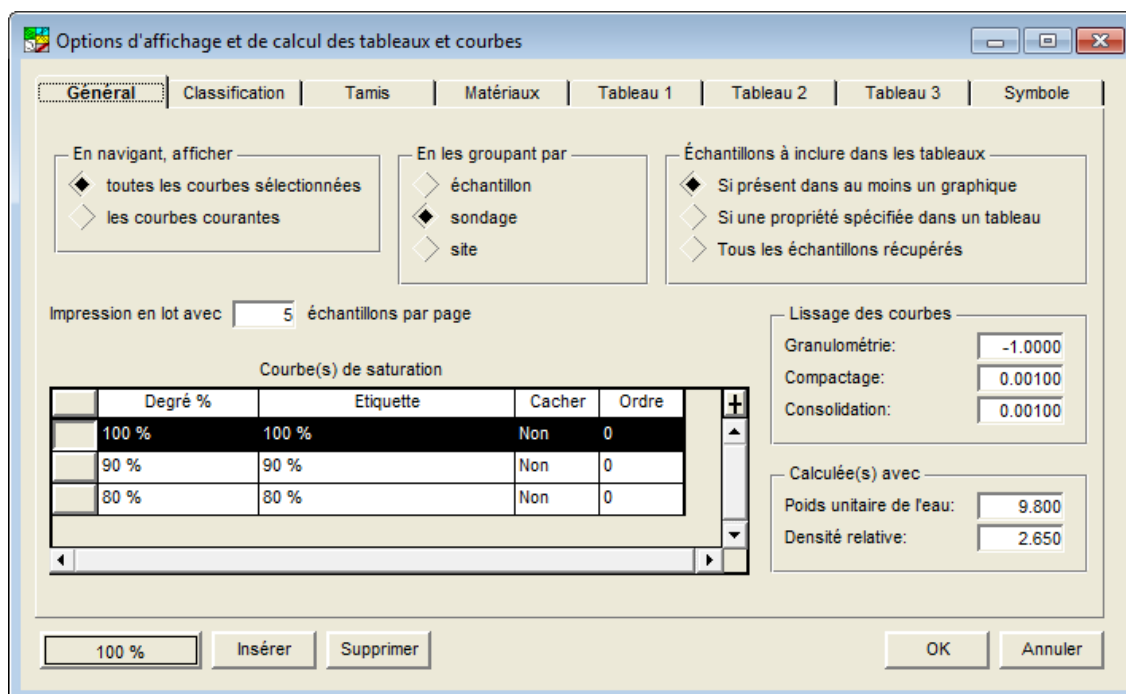 Options d'affichage et de calcul des tableaux et courbes
Général Classification Tamis Matériaux Tableau 1 Tableau 2 Tableau 3 Symbole
En navigant, afficher
toutes les courbes sélectionnées
les courbes courantes
En les groupant par
échantillon
sondage
site
Échantillons à inclure dans les tableaux
Si présent dans au moins un graphique
Si une propriété spécifiée dans un tableau
Tous les échantillons récupérés
Impression en lot avec 5 échantillons par page
Courbe(s) de saturation
Degré % Etiquette Cacher Ordre
100 % 100 % Non 0
90 % 90 % Non 0
80 % 80 % Non 0
Lissage des courbes
Granulométrie: -1.0000
Compactage: 0.00100
Consolidation: 0.00100
Calculée(s) avec
Poids unitaire de l'eau: 9.800
Densité relative: 2.650
100 % Insérer Supprimer OK Annuler